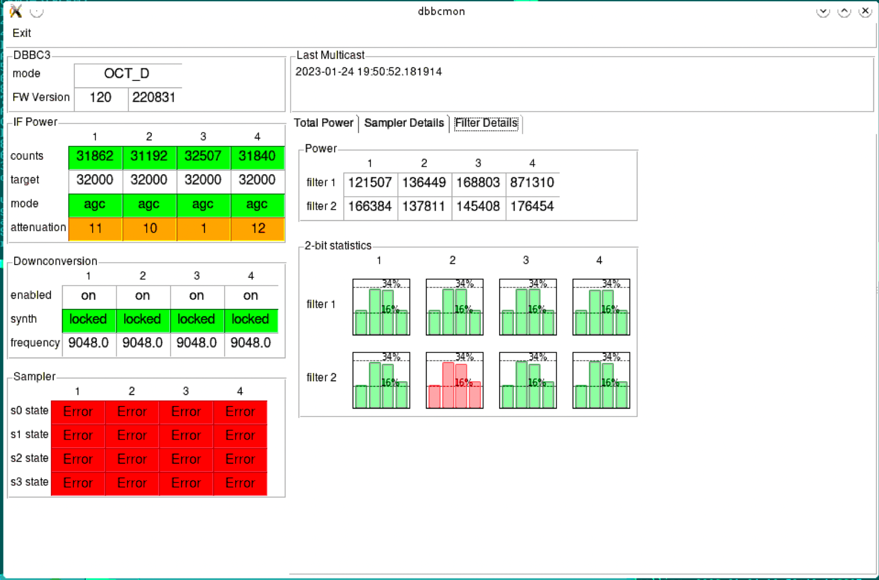 dbbcmon
Exit
DBBC3
mode OCT_D
FW Version 120 220831
Last Multicast
2023-01-24 19:50:52.181914
IF Power
1 2 3 4
counts 31862 31192 32507 31840
target 32000 32000 32000 32000
mode agc agc agc agc
attenuation 11 10 1 12
Downconversion
1 2 3 4
enabled on on on on
synth locked locked locked locked
frequency 9048.0 9048.0 9048.0 9048.0
Sampler
1 2 3 4
s0 state Error Error Error Error
s1 state Error Error Error Error
s2 state Error Error Error Error
s3 state Error Error Error Error
Total Power Sampler Details Filter Details
Power
1 2 3 4
filter 1 121507 136449 168803 871310
filter 2 166384 137811 145408 176454
2-bit statistics
1 2 3 4
34% 34% 34% 34%
filter 1 16% 16% 16% 16%
34% 34% 34% 34%
filter 2 16% 16% 16% 16%